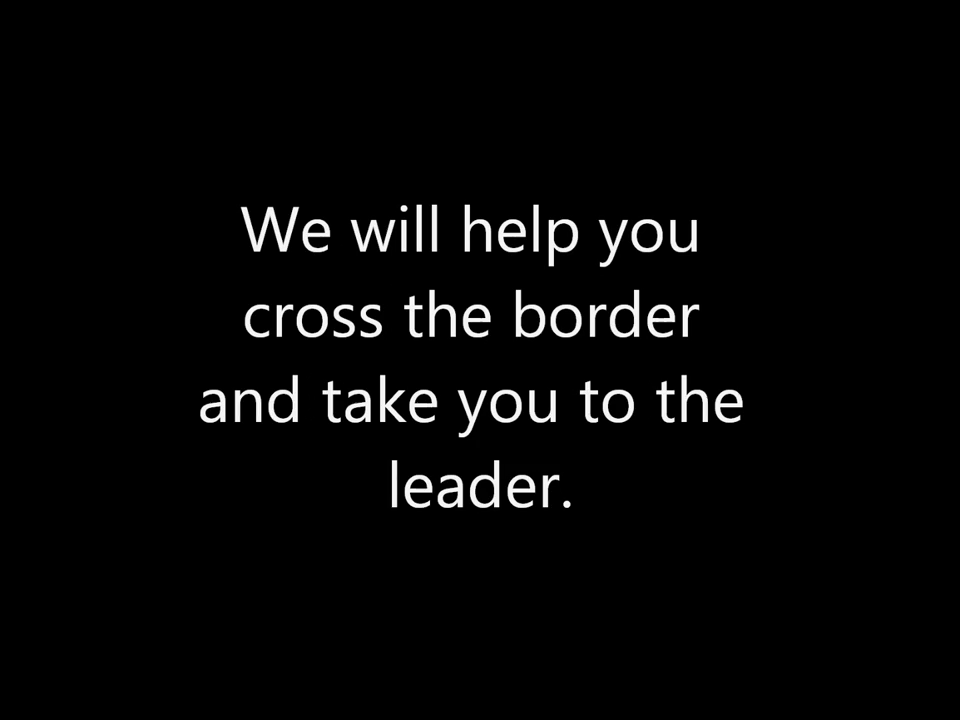 We will help you
cross the border
and take you to the
leader.